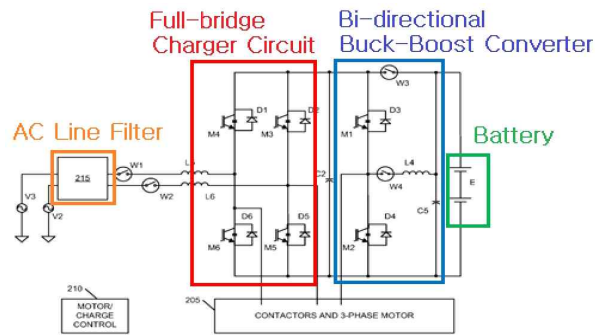 Full-bridge
Charger Circuit
Bi-directional
Buck-Boost Converter
AC Line Filter
Battery
W3
D1
D2
D3
M4
M3
M1
215
W1
W2
L6
C2
L4
W4
E
V3
V2
C5
D6
D5
D4
M6
M5
M2
210
MOTOR/
CHARGE
CONTROL
205
CONTACTORS AND 3-PHASE MOTOR